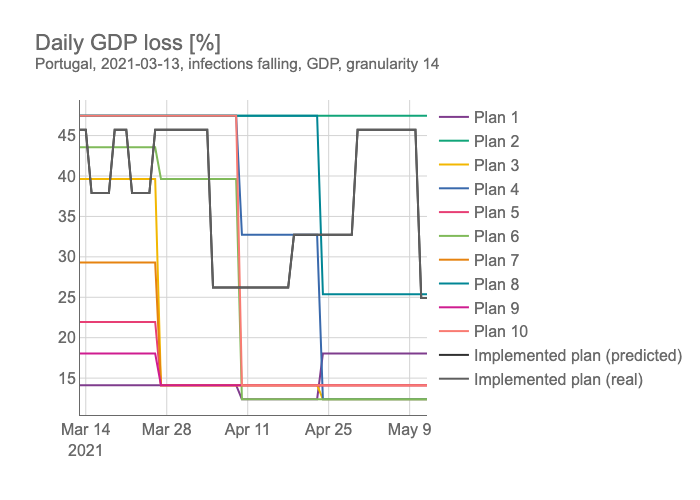 Daily GDP loss [%]
Portugal, 2021-03-13, infections falling, GDP, granularity 14
45
40
35
30
25
20
15
Mar 14
2021
Mar 28
Apr 11
Apr 25
May 9
Plan 1
Plan 2
Plan 3
Plan 4
Plan 5
Plan 6
Plan 7
Plan 8
Plan 9
Plan 10
Implemented plan (predicted)
Implemented plan (real)